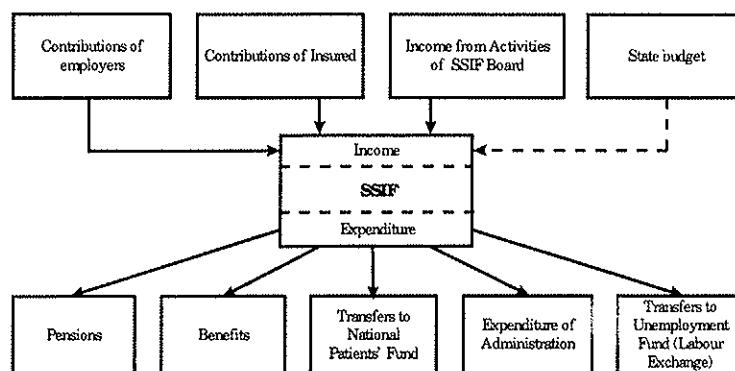 Contributions of
employers
Contributions of Insured
Income from Activities
of SSIF Board
State budget
Income
SSIF
Expenditure
Pensions
Benefits
Transfers to
National
Patients' Fund
Expenditure of
Administration
Transfers to
Unemployment
Fund (Labour
Exchange)